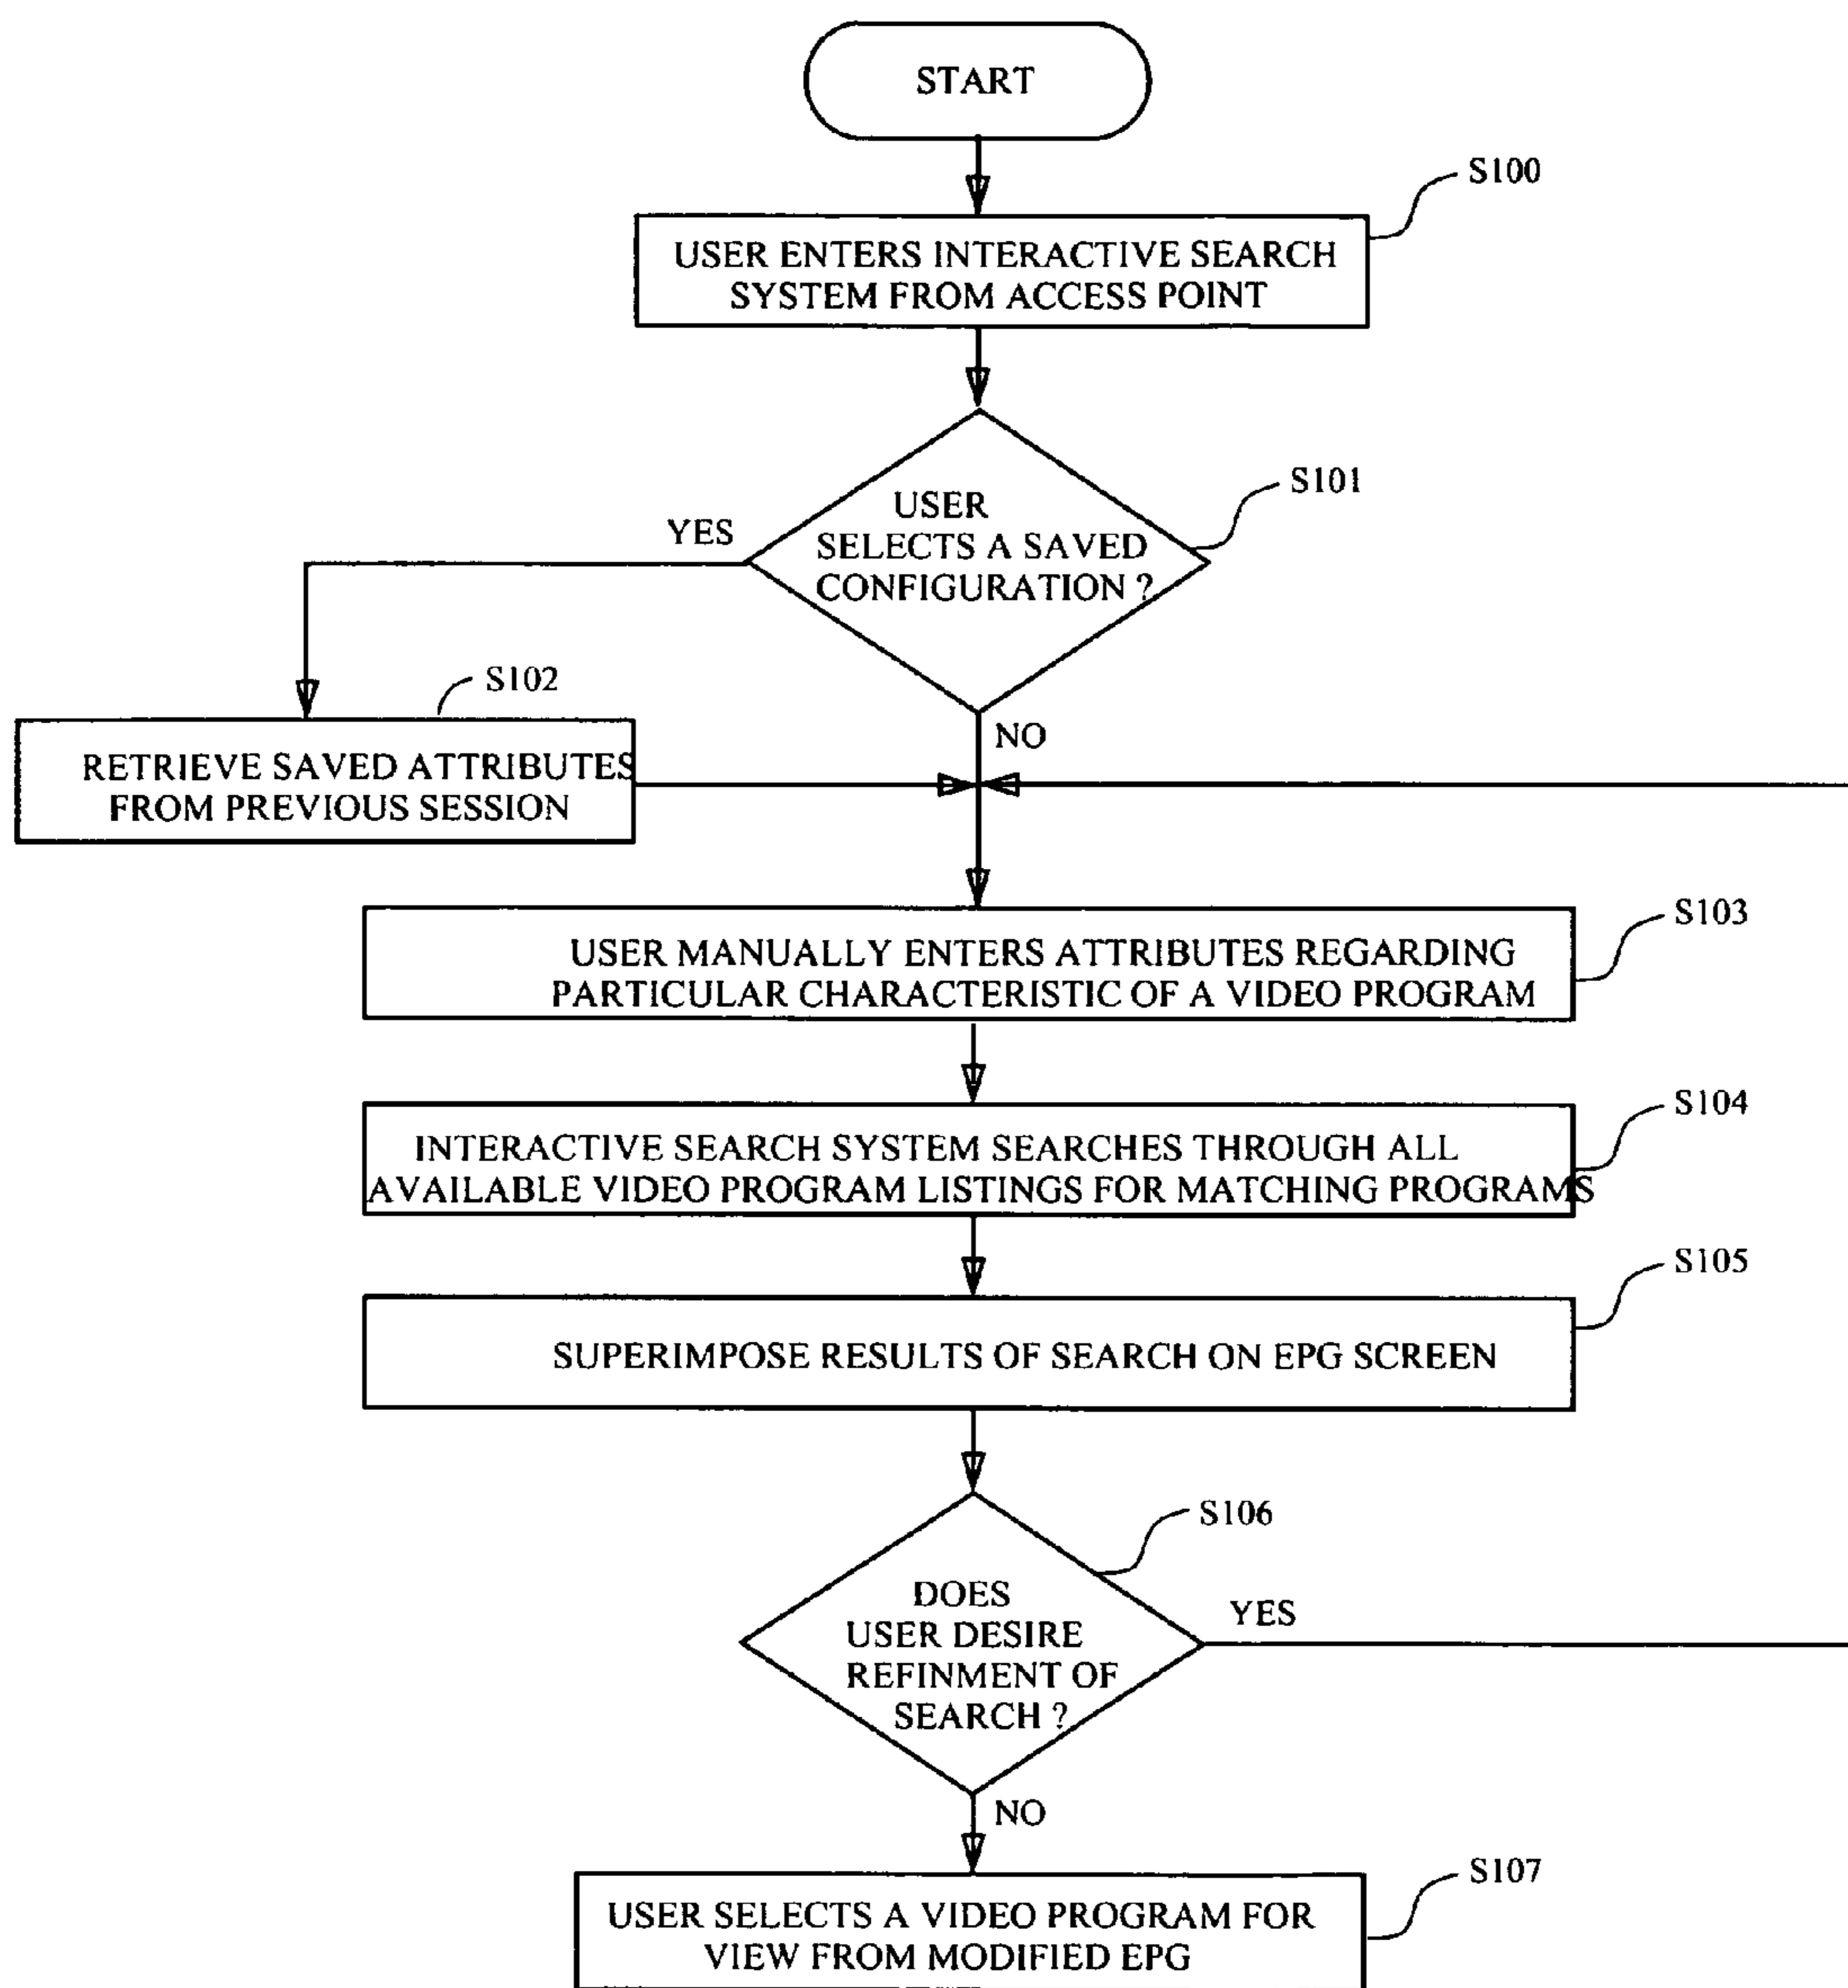 START
S100
USER ENTERS INTERACTIVE SEARCH
SYSTEM FROM ACCESS POINT
S101
USER
SELECTS A SAVED
CONFIGURATION ?
YES
S102
NO
RETRIEVE SAVED ATTRIBUTES
FROM PREVIOUS SESSION
S103
USER MANUALLY ENTERS ATTRIBUTES REGARDING
PARTICULAR CHARACTERISTIC OF A VIDEO PROGRAM
S104
INTERACTIVE SEARCH SYSTEM SEARCHES THROUGH ALL
AVAILABLE VIDEO PROGRAM LISTINGS FOR MATCHING PROGRAMS
S105
SUPERIMPOSE RESULTS OF SEARCH ON EPG SCREEN
S106
DOES
USER DESIRE
REFINMENT OF
SEARCH ?
YES
NO
S107
USER SELECTS A VIDEO PROGRAM FOR
VIEW FROM MODIFIED EPG